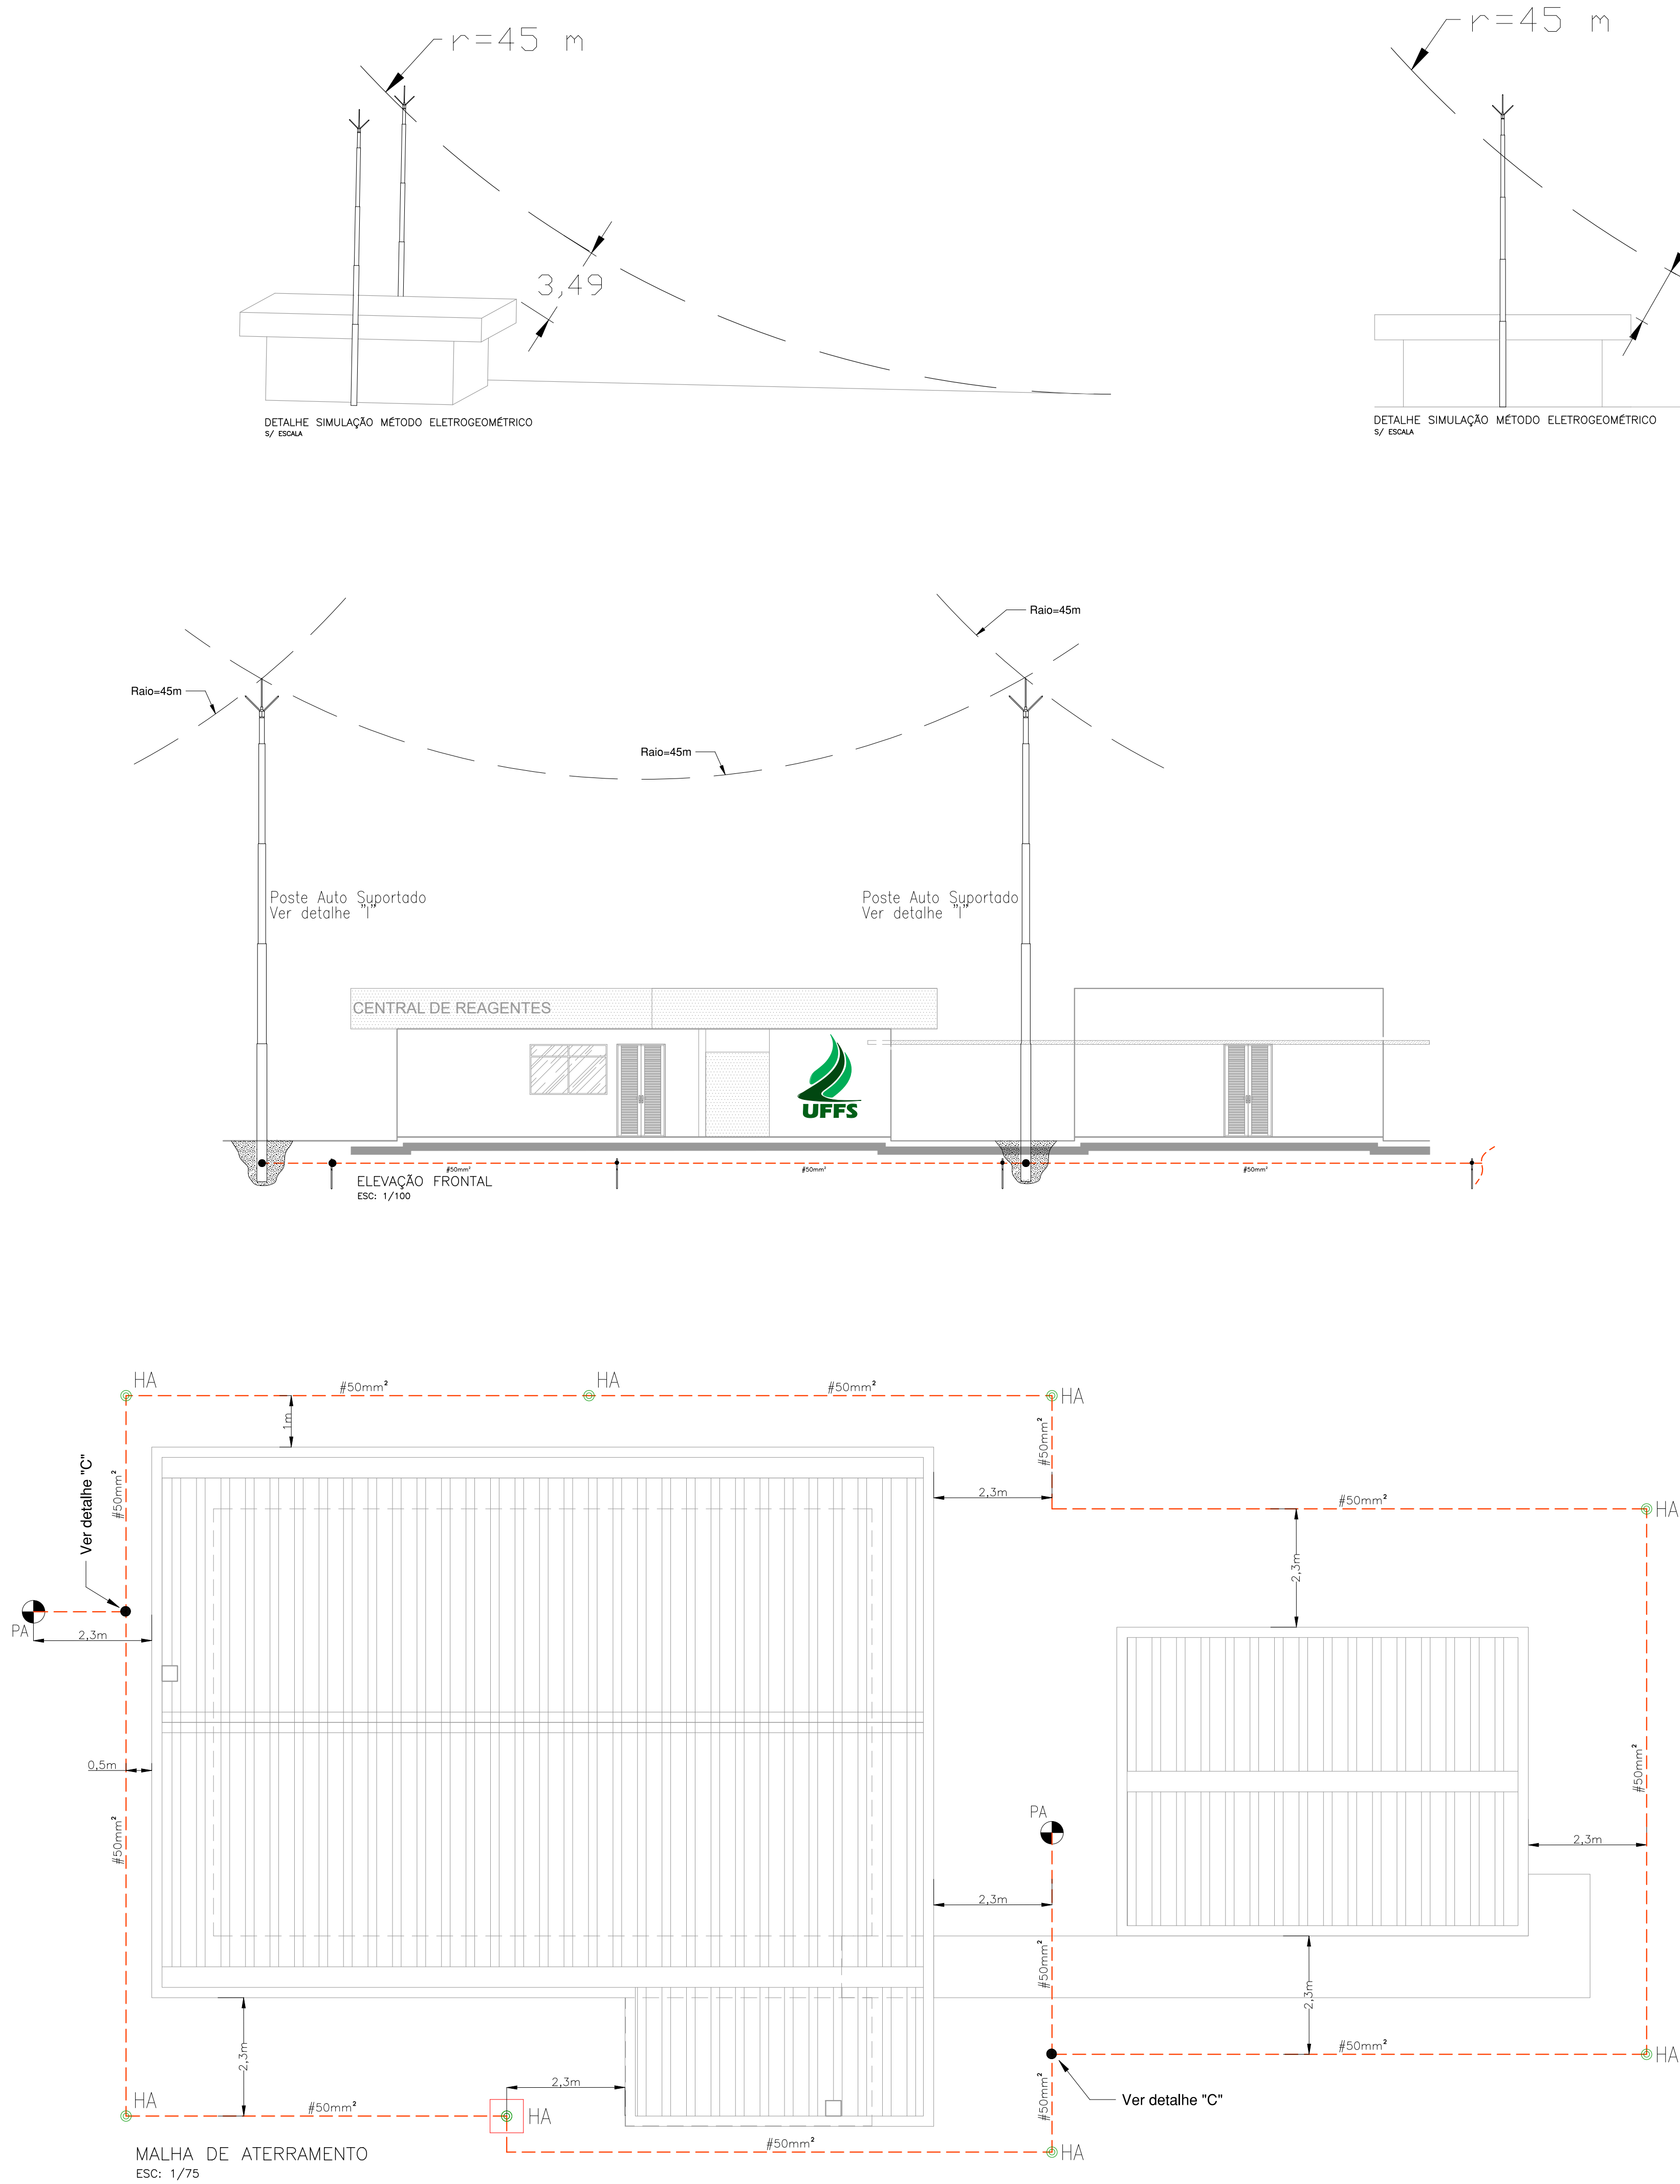 r=45 m
r=45 m
3,49
DETALHE SIMULAÇÃO MÉTODO ELETROGEOMÉTRICO
S/ ESCALA
DETALHE SIMULAÇÃO MÉTODO ELETROGEOMÉTRICO
S/ ESCALA
Raio=45m
Raio=45m
Raio=45m
Poste Auto Suportado
Ver detalhe "I"
Poste Auto Suportado
Ver detalhe "I"
CENTRAL DE REAGENTES
UFFS
#50mm²
#50mm²
#50mm²
ELEVAÇÃO FRONTAL
ESC: 1/100
HA
#50mm²
HA
#50mm²
HA
1m
#50mm²
Ver detalhe "C"
#50mm²
2,3m
#50mm²
HA
2,3m
PA
2,3m
0,5m
#50mm²
#50mm²
PA
2,3m
2,3m
#50mm²
2,3m
2,3m
#50mm²
HA
2,3m
HA
#50mm²
HA
#50mm²
Ver detalhe "C"
#50mm²
HA
MALHA DE ATERRAMENTO
ESC: 1/75